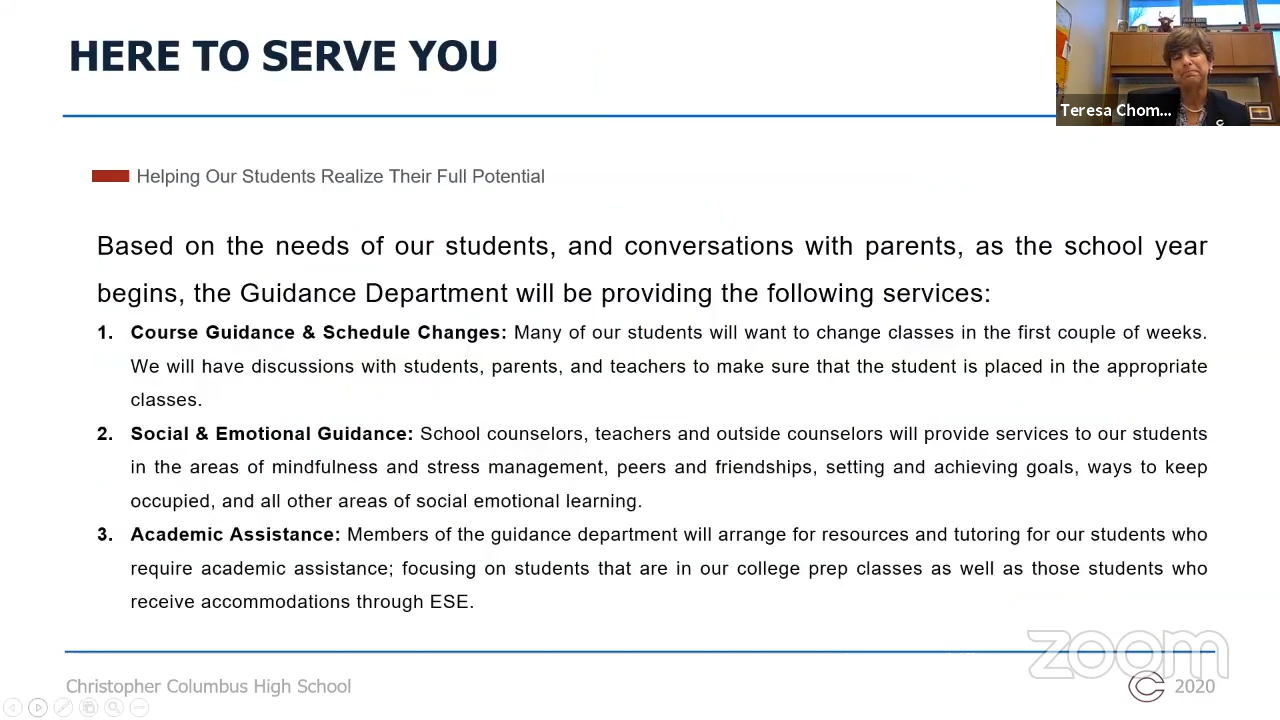 HERE TO SERVE YOU
Teresa Chom...
Helping Our Students Realize Their Full Potential
Based on the needs of our students, and conversations with parents, as the school year
begins, the Guidance Department will be providing the following services:
1. Course Guidance & Schedule Changes: Many of our students will want to change classes in the first couple of weeks.
We will have discussions with students, parents, and teachers to make sure that the student is placed in the appropriate
classes.
2. Social & Emotional Guidance: School counselors, teachers and outside counselors will provide services to our students
in the areas of mindfulness and stress management, peers and friendships, setting and achieving goals, ways to keep
occupied, and all other areas of social emotional learning.
3. Academic Assistance: Members of the guidance department will arrange for resources and tutoring for our students who
require academic assistance; focusing on students that are in our college prep classes as well as those students who
receive accommodations through ESE.
zoom
Christopher Columbus High School
C 2020